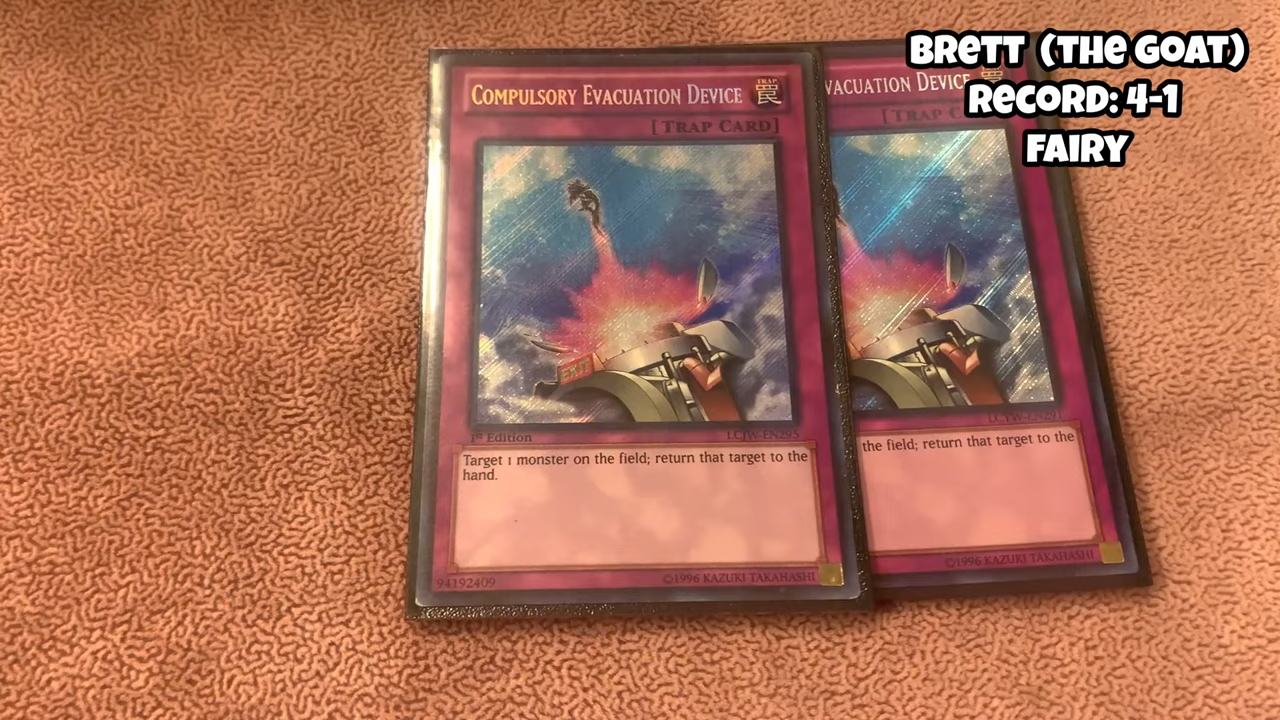 BRETT (THE GOAT)
RECORD: 4-1
FAIRY
COMPULSORY EVACUATION DEVICE
TRAP
罠
[TRAP CARD]
EXIT
1st Edition
LCJW-EN295
Target 1 monster on the field; return that target to the
hand.
94192409
©1996 KAZUKI TAKAHASHI
VACUATION DEVICE
[TRAP C
the field; return that target to the
©1996 KAZUKI TAKAHASHI